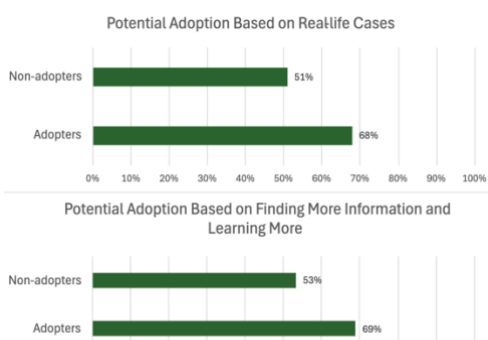 Potential Adoption Based on Real-life Cases
Non-adopters
51%
Adopters
68%
0% 10% 20% 30% 40% 50% 60% 70% 80% 90% 100%
Potential Adoption Based on Finding More Information and
Learning More
Non-adopters
53%
Adopters
69%